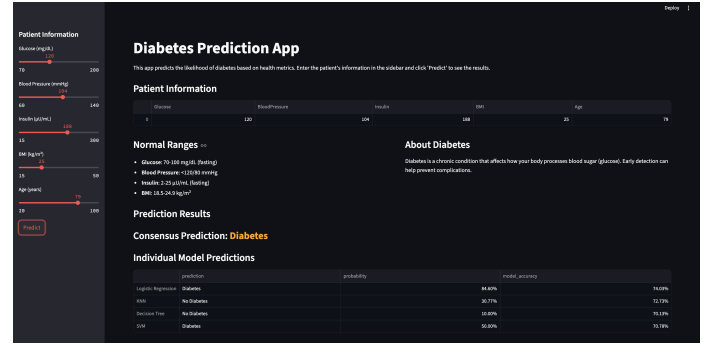 Deploy
Patient Information
Glucose (mg/dL)
120
70 200
Blood Pressure (mmHg)
104
60 140
Insulin (μU/mL)
188
15 300
BMI (kg/m²)
25
15 50
Age (years)
79
20 100
Predict
Diabetes Prediction App
This app predicts the likelihood of diabetes based on health metrics. Enter the patient's information in the sidebar and click 'Predict' to see the results.
Patient Information
Glucose BloodPressure Insulin BMI Age
0 120 104 188 25 79
Normal Ranges
• Glucose: 70-100 mg/dL (fasting)
• Blood Pressure: <120/80 mmHg
• Insulin: 2-25 μU/mL (fasting)
• BMI: 18.5-24.9 kg/m²
About Diabetes
Diabetes is a chronic condition that affects how your body processes blood sugar (glucose). Early detection can
help prevent complications.
Prediction Results
Consensus Prediction: Diabetes
Individual Model Predictions
prediction probability model_accuracy
Logistic Regression Diabetes 84.60% 74.03%
KNN No Diabetes 30.77% 72.73%
Decision Tree No Diabetes 10.00% 70.13%
SVM Diabetes 50.00% 70.78%